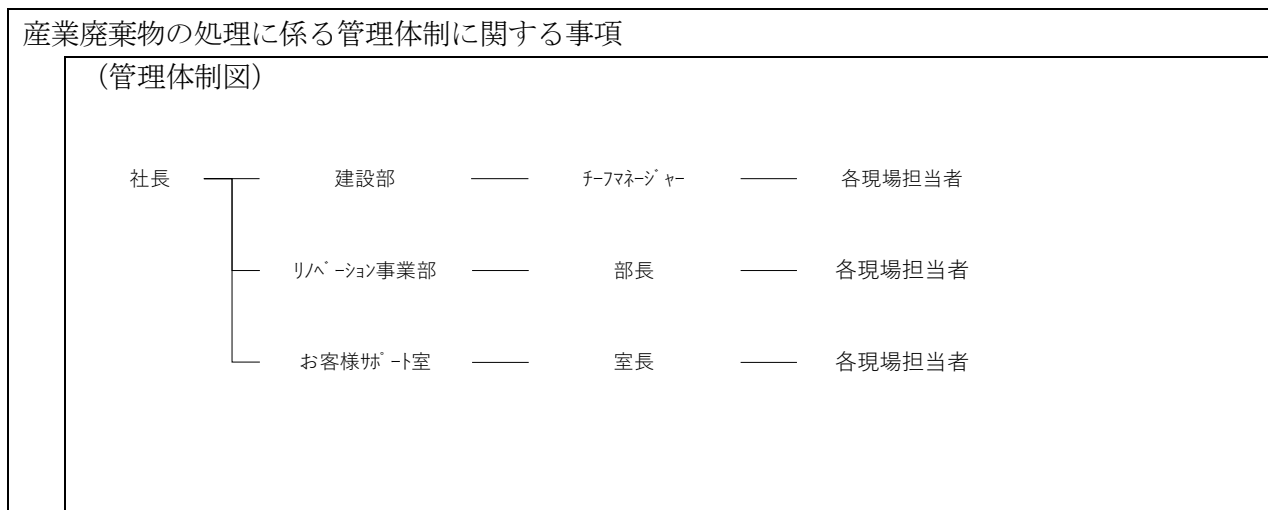 産業廃棄物の処理に係る管理体制に関する事項
（管理体制図）
社長 建設部 ﾁｰﾌﾏﾈｰｼﾞｬｰ 各現場担当者
ﾘﾉﾍﾞｰｼｮﾝ事業部 部長 各現場担当者
お客様ｻﾎﾟｰﾄ室 室長 各現場担当者